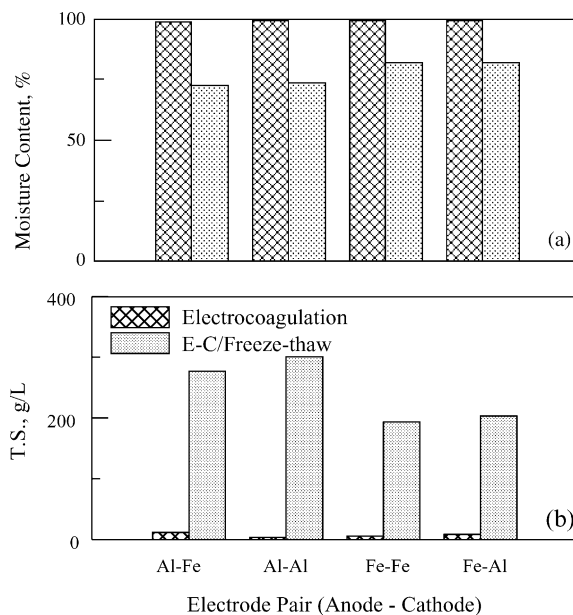 100
50
0
Moisture Content, %
(a)
400
200
0
T.S., g/L
Electrocoagulation
E-C/Freeze-thaw
(b)
Al-Fe Al-Al Fe-Fe Fe-Al
Electrode Pair (Anode - Cathode)